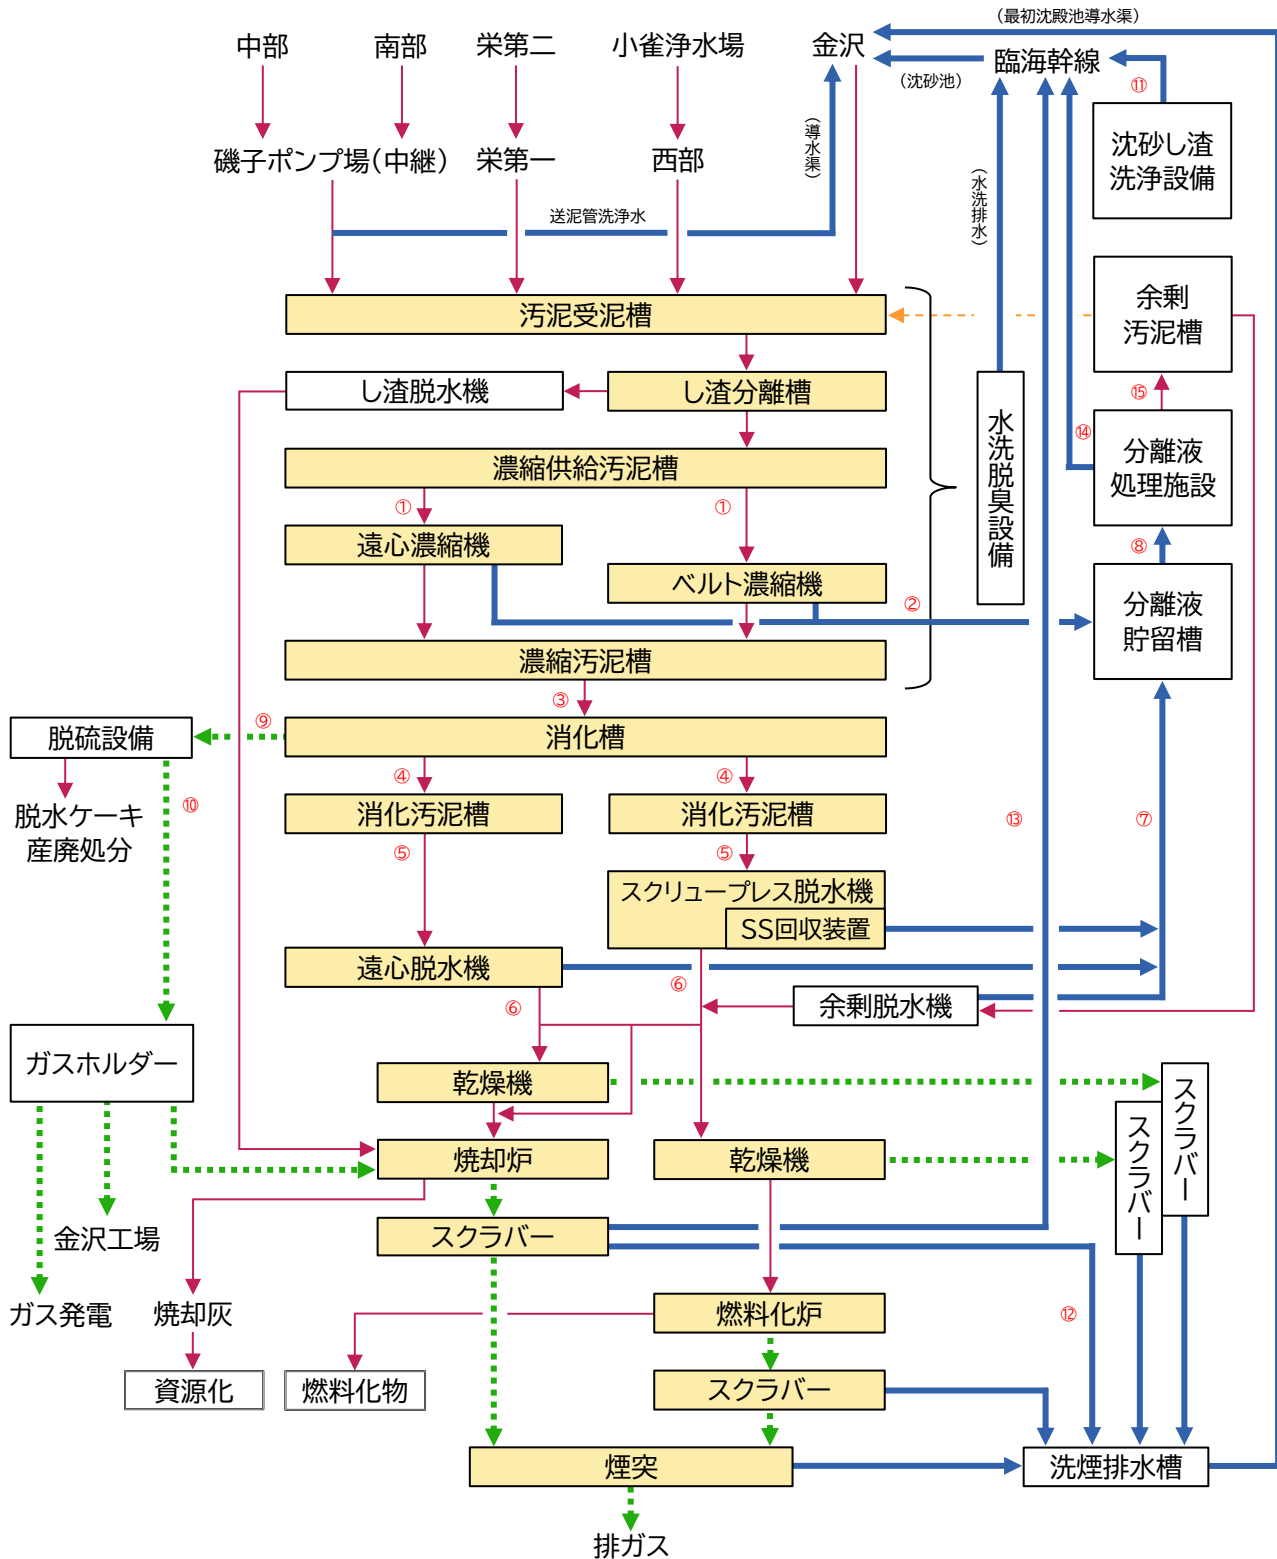 （最初沈殿池導水渠）
中部
南部
栄第二
小雀浄水場
金沢
臨海幹線
（沈砂池）
⑪
（導水渠）
沈砂し渣
洗浄設備
磯子ポンプ場（中継）
栄第一
西部
（水洗排水）
送泥管洗浄水
汚泥受泥槽
余剰
汚泥槽
し渣脱水機
し渣分離槽
⑮
水洗脱臭設備
⑭
分離液
処理施設
濃縮供給汚泥槽
①
①
遠心濃縮機
⑧
ベルト濃縮機
②
分離液
貯留槽
濃縮汚泥槽
③
⑨
脱硫設備
消化槽
④
④
⑩
脱水ケーキ
産廃処分
消化汚泥槽
消化汚泥槽
⑬
⑦
⑤
⑤
スクリュープレス脱水機
SS回収装置
遠心脱水機
⑥
⑥
余剰脱水機
ガスホルダー
乾燥機
スクラバー
スクラバー
焼却炉
乾燥機
スクラバー
金沢工場
ガス発電
焼却灰
燃料化炉
⑫
資源化
燃料化物
スクラバー
煙突
洗煙排水槽
排ガス